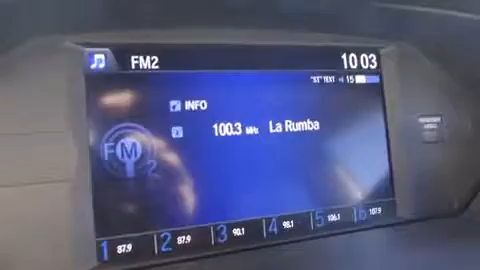 FM2 10:03
"ST" TEXT 15
INFO
100.3 MHz La Rumba
FM 2
1 87.9 2 87.9 3 90.1 4 98.1 5 106.1 6 107.9